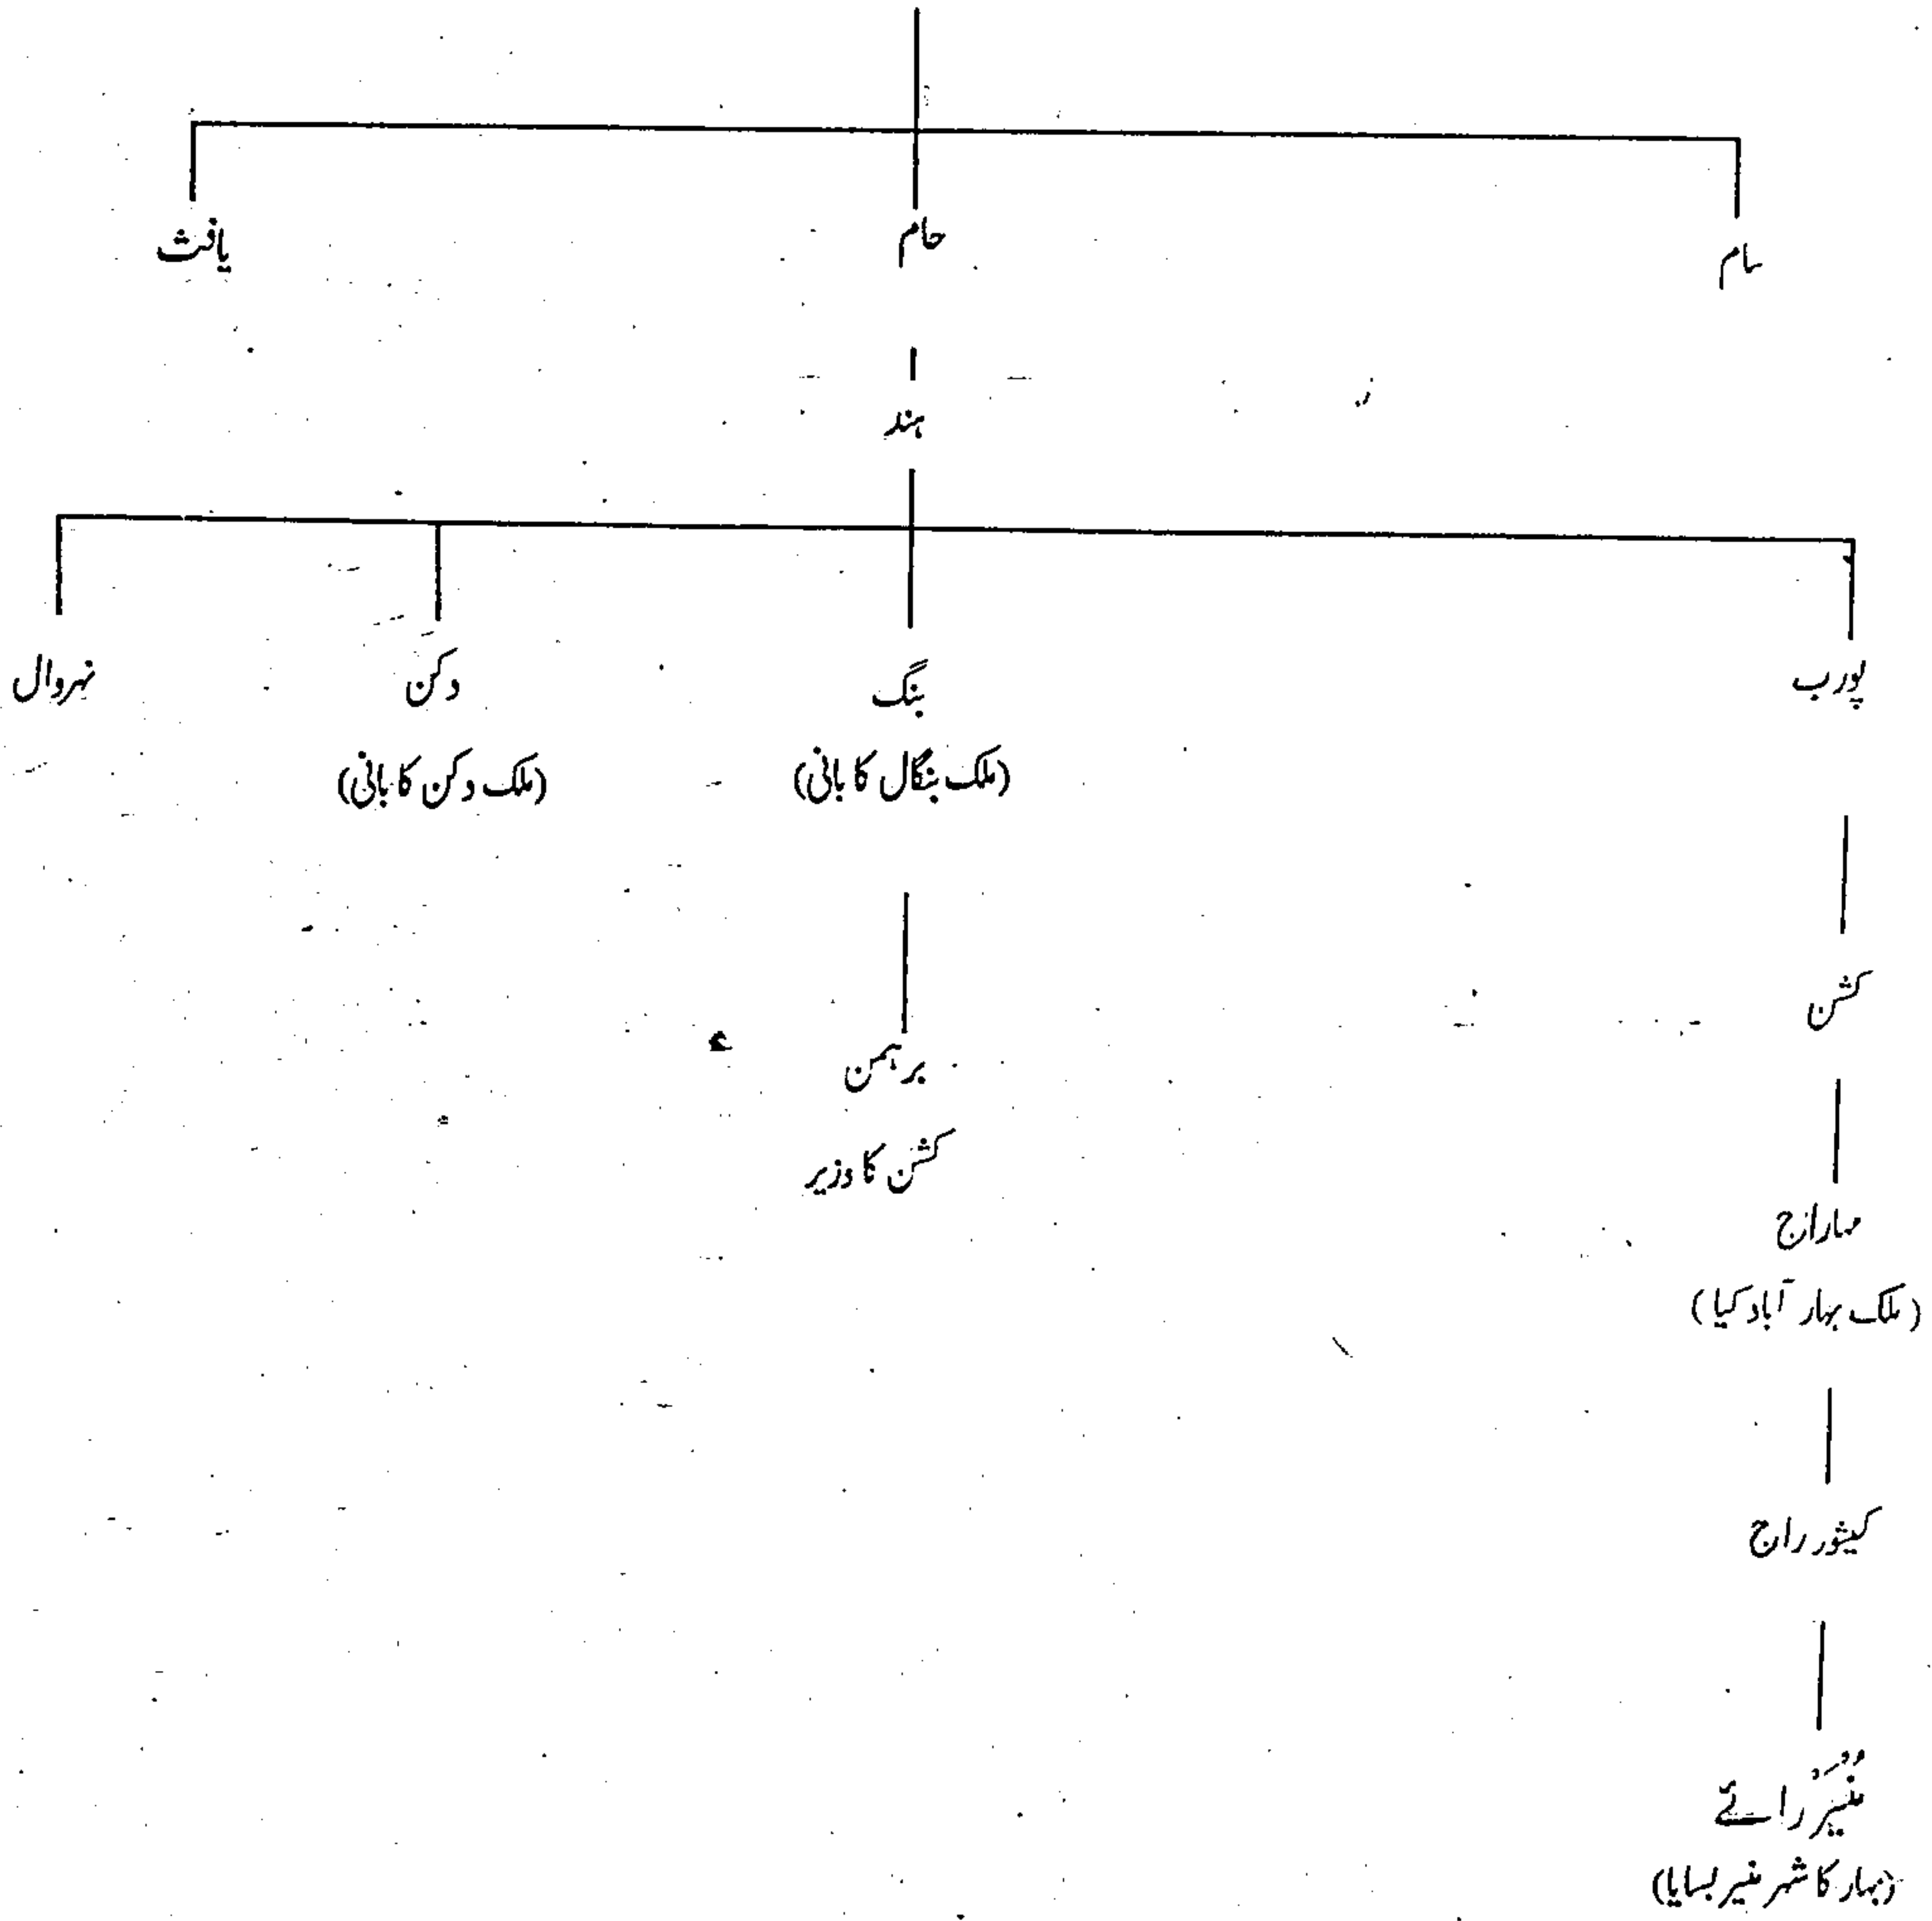 سام
حام
یافث
ہند
پورب
بنگ
دکن
نہروال
(ملک بنگال کا بانی)
(ملک دکن کا بانی)
کشن
برہمن
کشن کا وزیر
مہاراج
(ملک بہار آباد کیا)
کیشور راج
منیر رائے
(بہار کا شہر منیر بسایا)